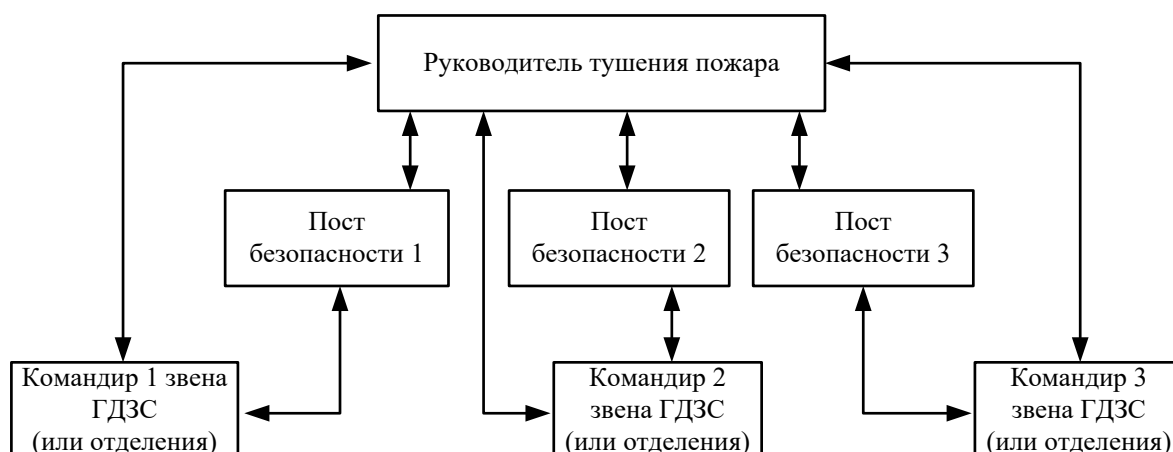 Руководитель тушения пожара
Пост
безопасности 1
Пост
безопасности 2
Пост
безопасности 3
Командир 1 звена
ГДЗС
(или отделения)
Командир 2
звена ГДЗС
(или отделения)
Командир 3
звена ГДЗС
(или отделения)